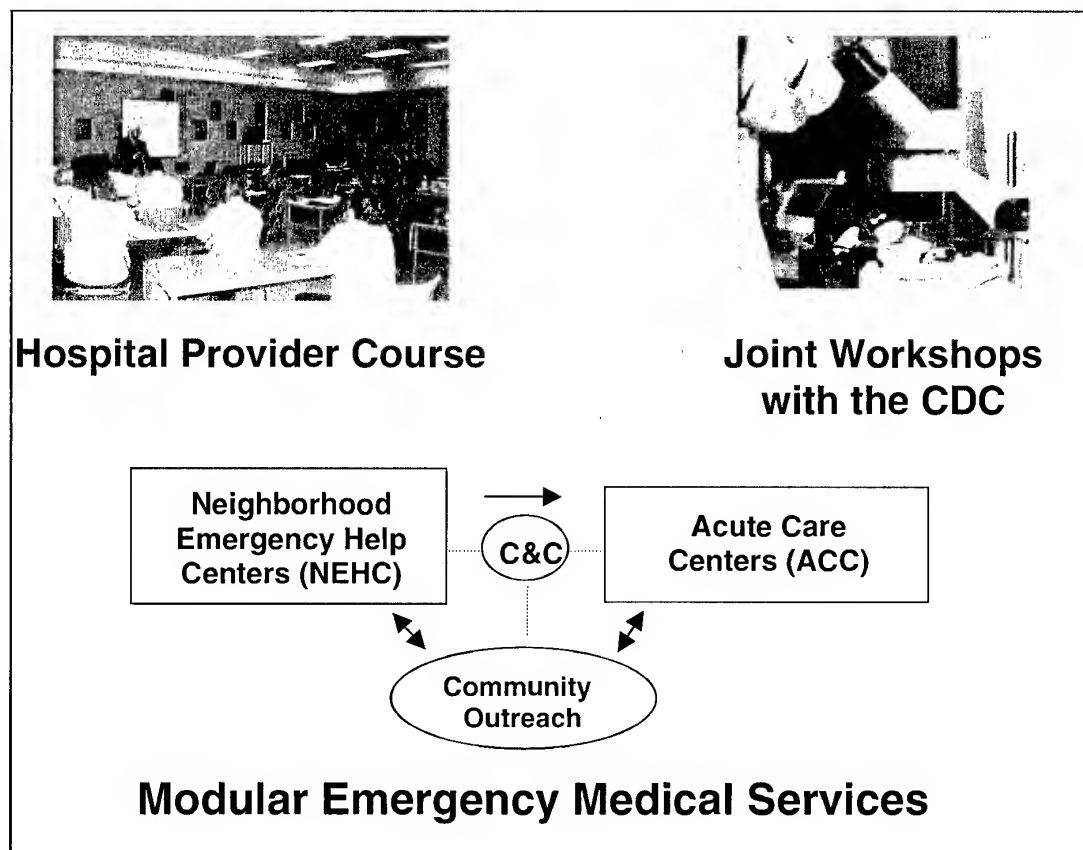 Hospital Provider Course
Joint Workshops
with the CDC
Neighborhood
Emergency Help
Centers (NEHC)
C&C
Acute Care
Centers (ACC)
Community
Outreach
Modular Emergency Medical Services